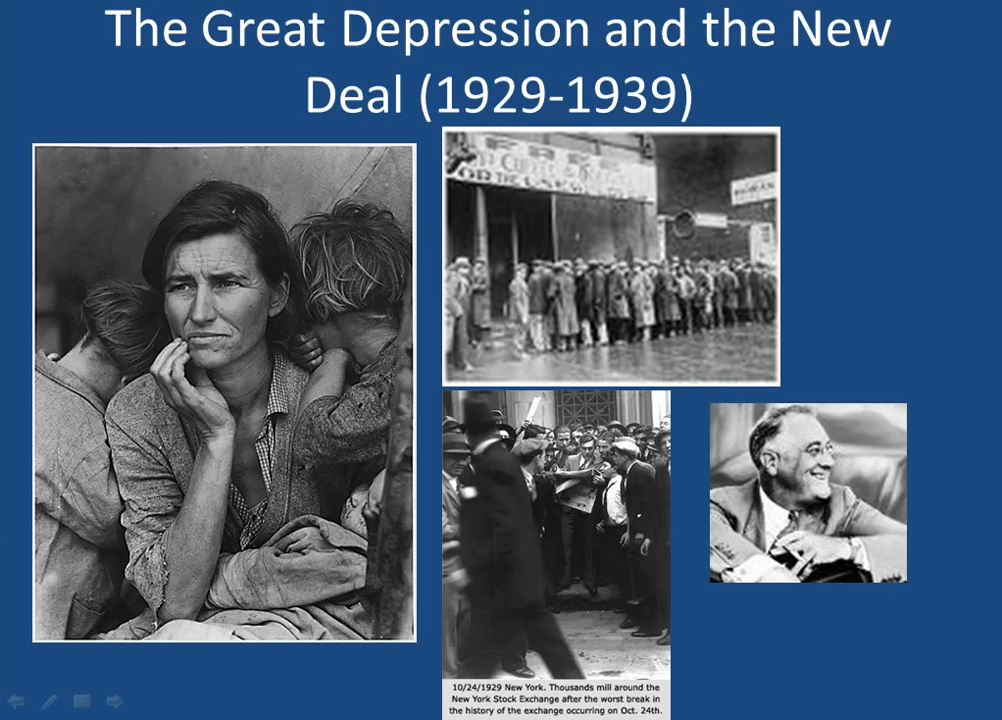 The Great Depression and the New
Deal (1929-1939)
FREE
10/24/1929 New York. Thousands mill around the
New York Stock Exchange after the worst break in
the history of the exchange occurring on Oct. 24th.